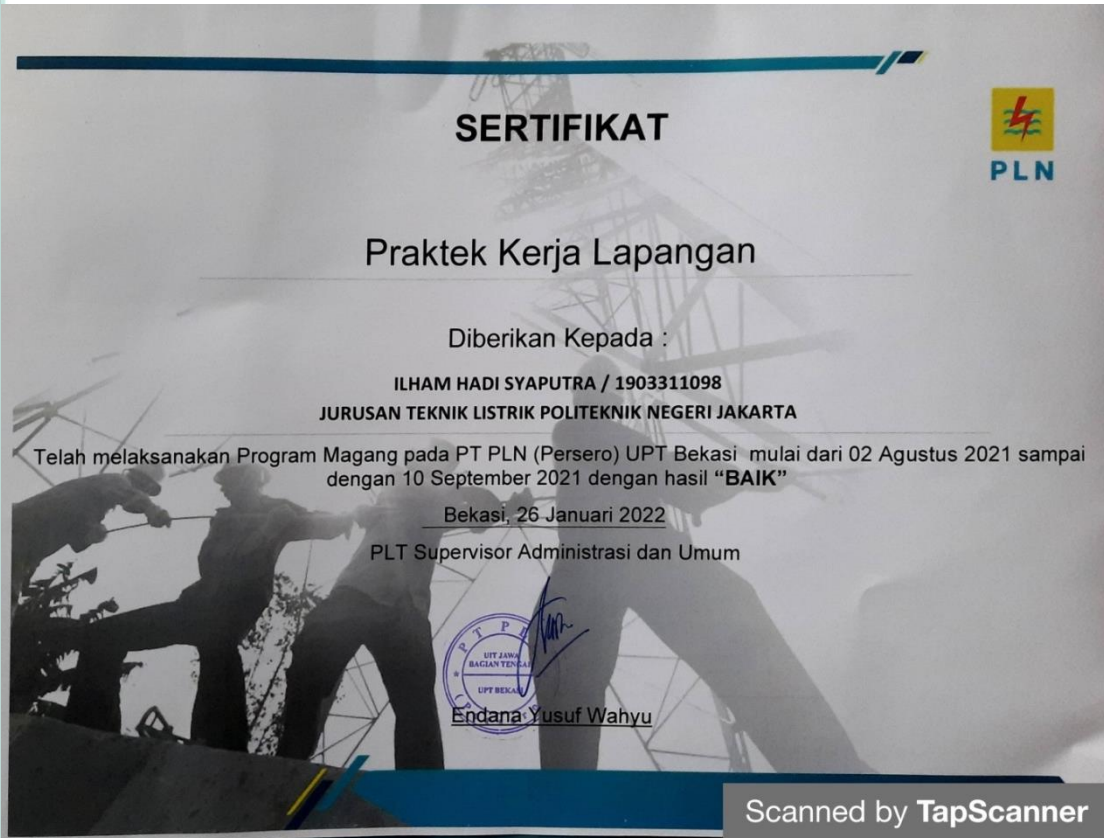 SERTIFIKAT
PLN
Praktek Kerja Lapangan
Diberikan Kepada :
ILHAM HADI SYAPUTRA / 1903311098
JURUSAN TEKNIK LISTRIK POLITEKNIK NEGERI JAKARTA
Telah melaksanakan Program Magang pada PT PLN (Persero) UPT Bekasi mulai dari 02 Agustus 2021 sampai
dengan 10 September 2021 dengan hasil “BAIK”
Bekasi, 26 Januari 2022
PLT Supervisor Administrasi dan Umum
UIT JAWA
BAGIAN
UPT
Endana Yusuf Wahyu
Scanned by TapScanner